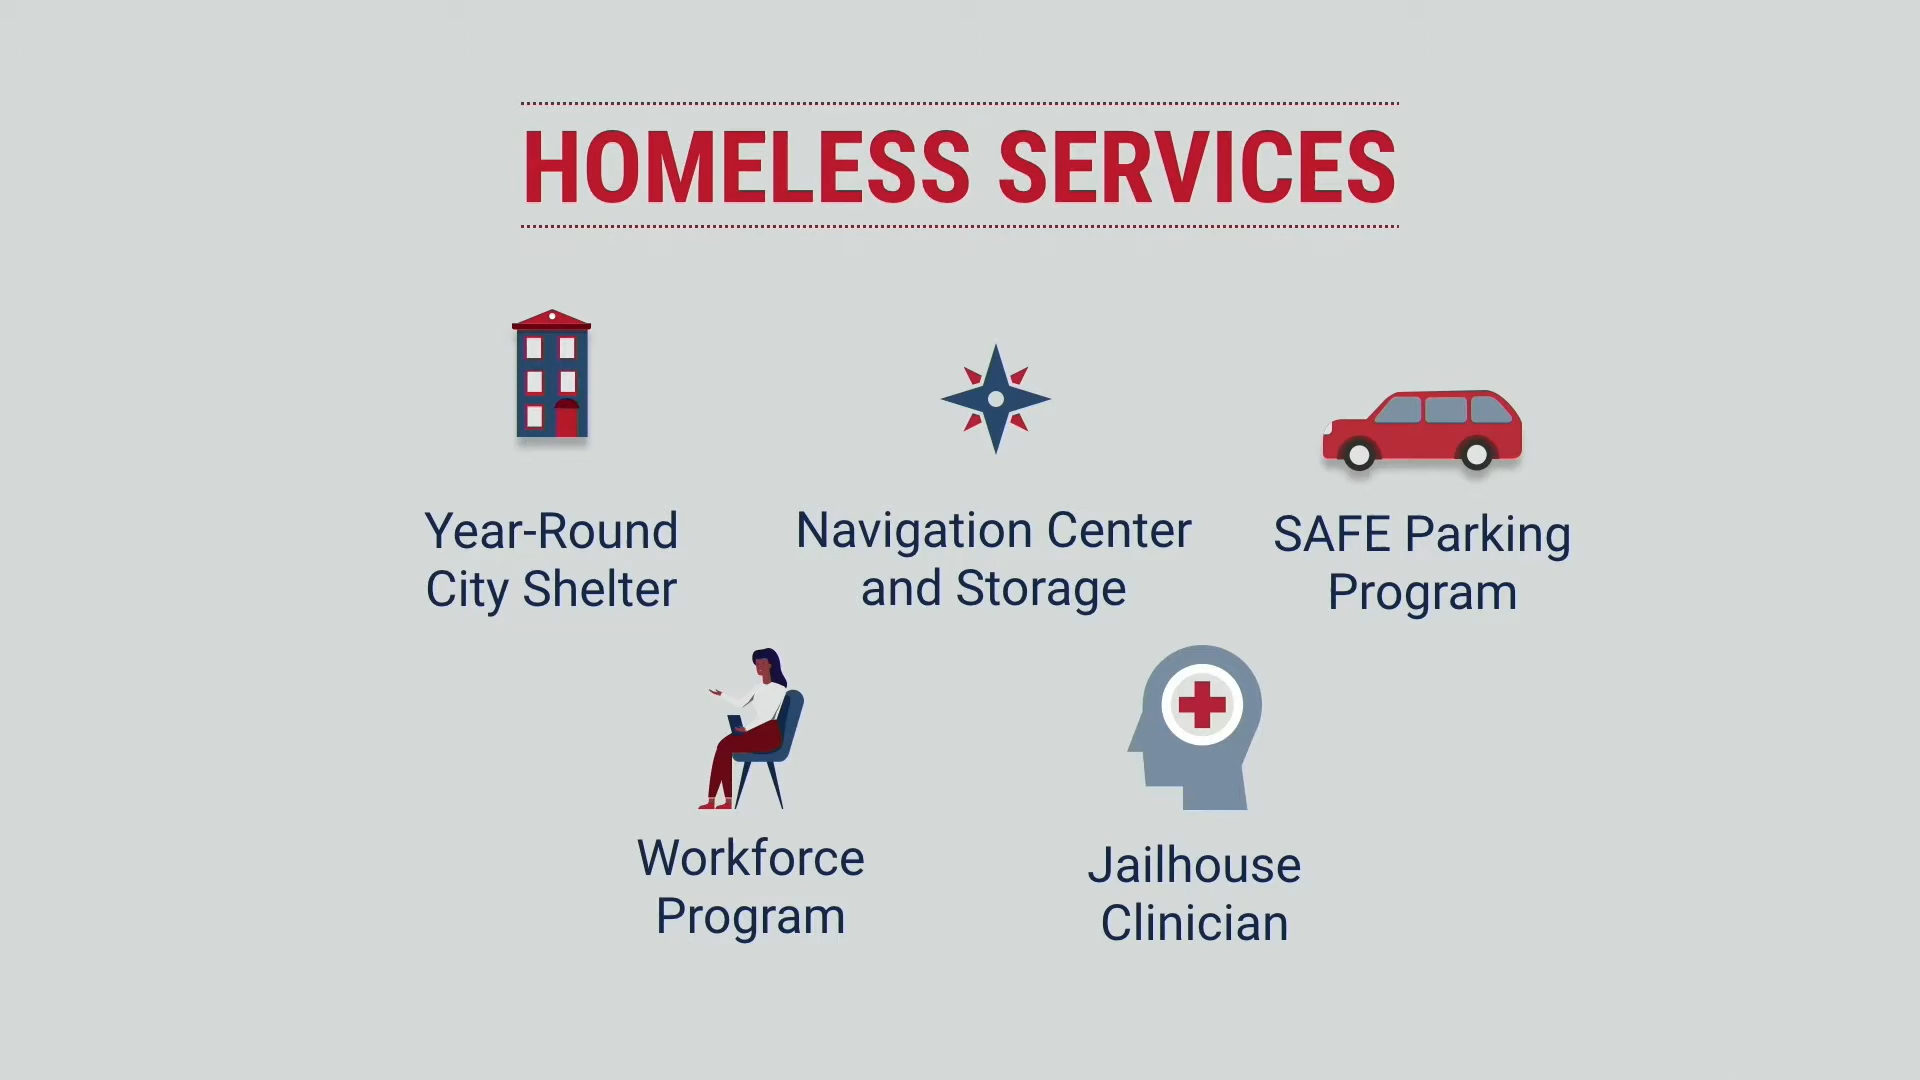 HOMELESS SERVICES
Year-Round
City Shelter
Navigation Center
and Storage
SAFE Parking
Program
Workforce
Program
Jailhouse
Clinician